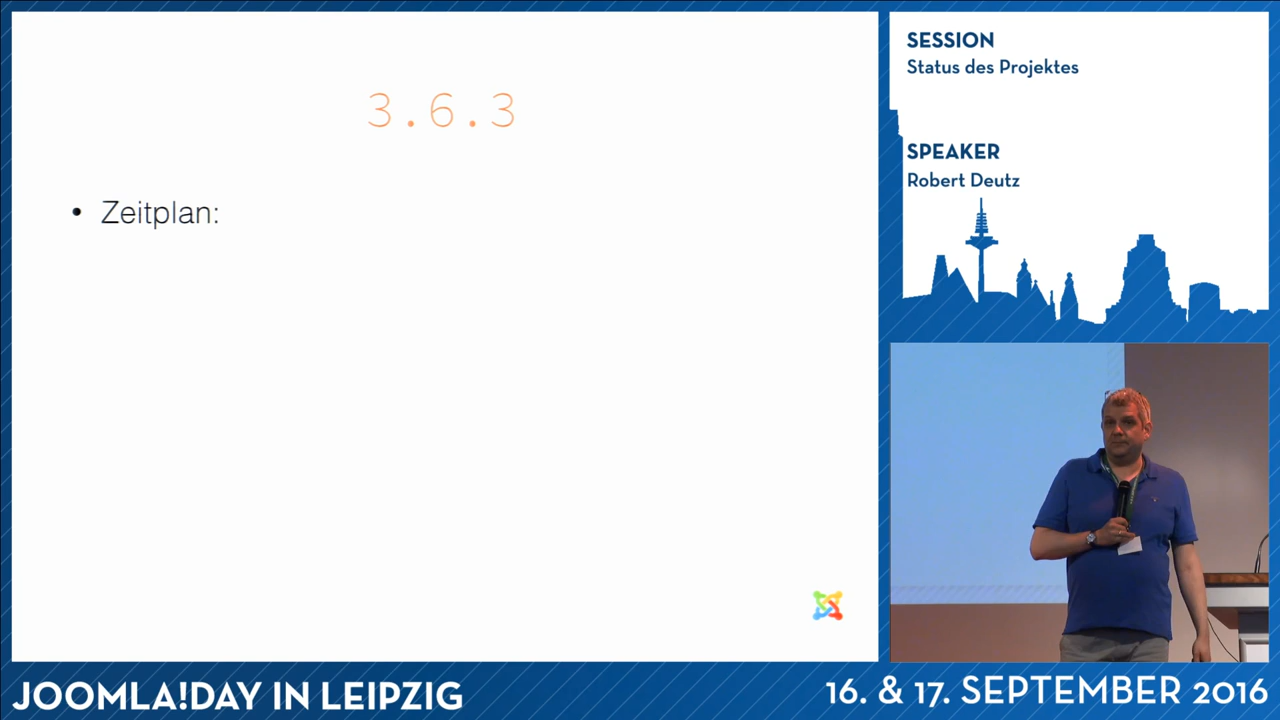 3.6.3
• Zeitplan:
SESSION
Status des Projektes
SPEAKER
Robert Deutz
JOOMLA!DAY IN LEIPZIG
16. & 17. SEPTEMBER 2016